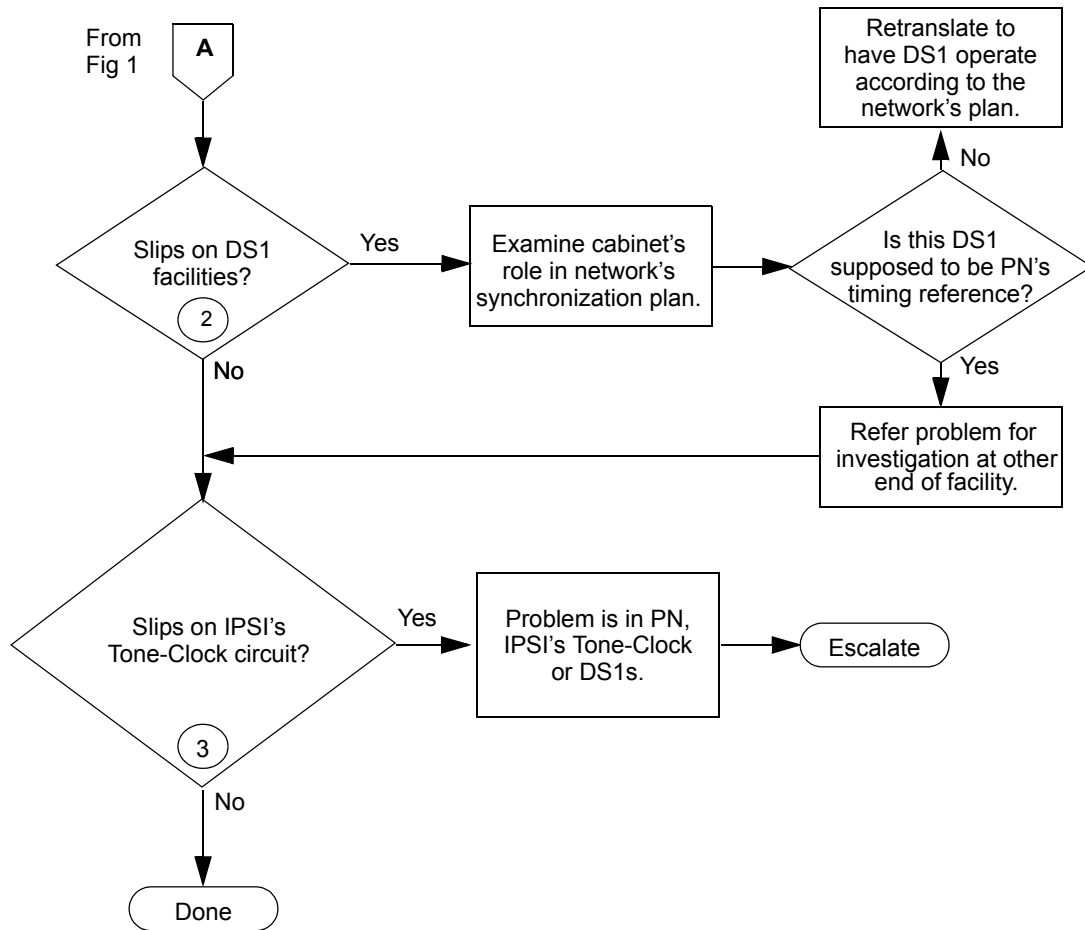 From
Fig 1
A
Retranslate to
have DS1 operate
according to the
network's plan.
No
Slips on DS1
facilities?
2
Yes
Examine cabinet's
role in network's
synchronization plan.
Is this DS1
supposed to be PN's
timing reference?
No
Yes
Refer problem for
investigation at other
end of facility.
Slips on IPSI's
Tone-Clock circuit?
3
Yes
Problem is in PN,
IPSI's Tone-Clock
or DS1s.
Escalate
No
Done